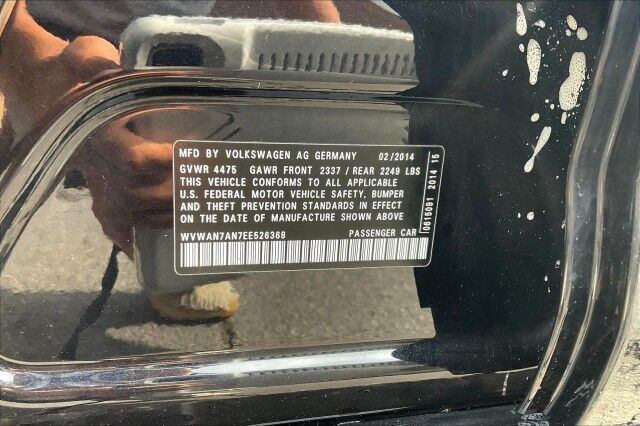 MFD BY VOLKSWAGEN AG GERMANY 02/2014
GVWR 4475 GAWR FRONT 2337 / REAR 2249 LBS
THIS VEHICLE CONFORMS TO ALL APPLICABLE
U.S. FEDERAL MOTOR VEHICLE SAFETY, BUMPER
AND THEFT PREVENTION STANDARDS IN EFFECT
ON THE DATE OF MANUFACTURE SHOWN ABOVE
WVWAN7AN7EE526368 PASSENGER CAR
0615091 2014 15